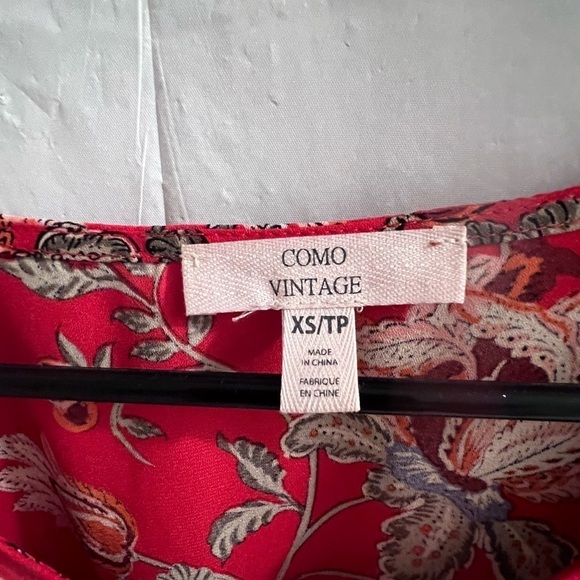 COMO
VINTAGE
XS/TP
MADE
IN CHINA
FABRIQUE
EN CHINE